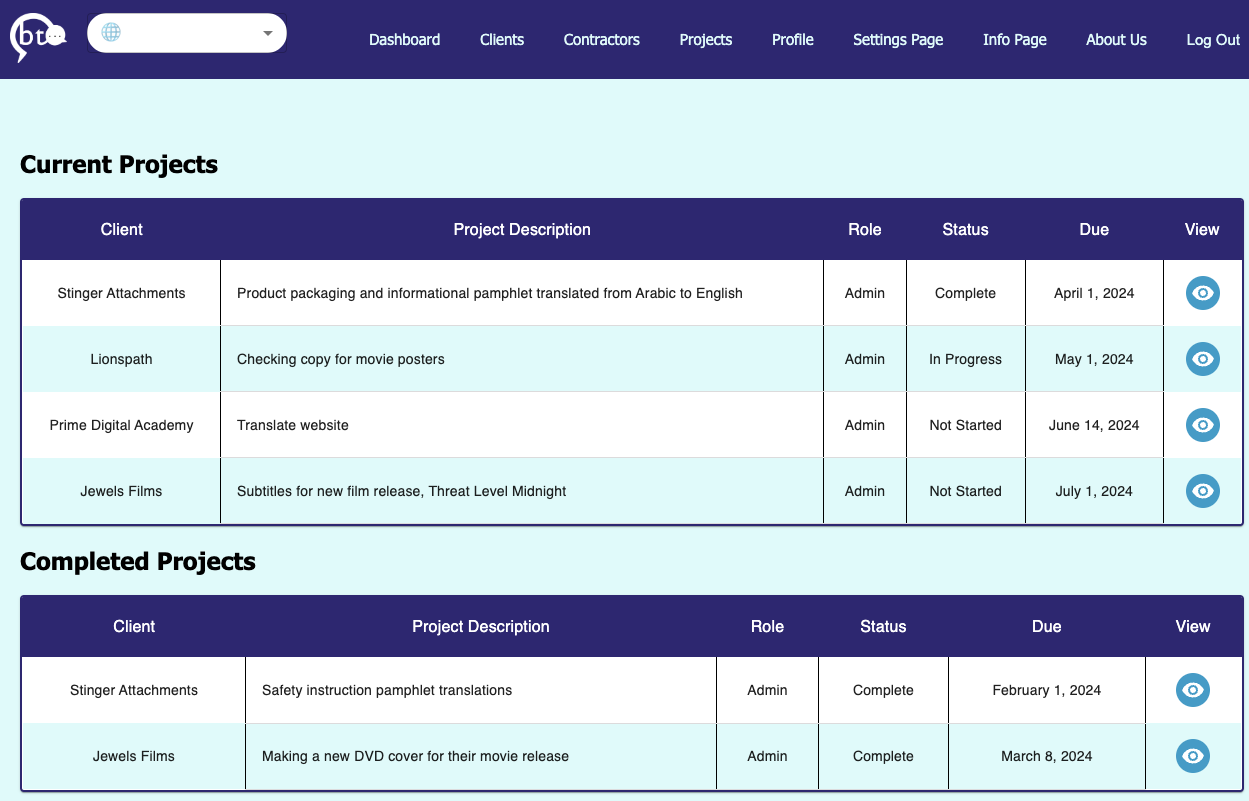 bt
Dashboard Clients Contractors Projects Profile Settings Page Info Page About Us Log Out
Current Projects
Client Project Description Role Status Due View
Stinger Attachments Product packaging and informational pamphlet translated from Arabic to English Admin Complete April 1, 2024
Lionspath Checking copy for movie posters Admin In Progress May 1, 2024
Prime Digital Academy Translate website Admin Not Started June 14, 2024
Jewels Films Subtitles for new film release, Threat Level Midnight Admin Not Started July 1, 2024
Completed Projects
Client Project Description Role Status Due View
Stinger Attachments Safety instruction pamphlet translations Admin Complete February 1, 2024
Jewels Films Making a new DVD cover for their movie release Admin Complete March 8, 2024